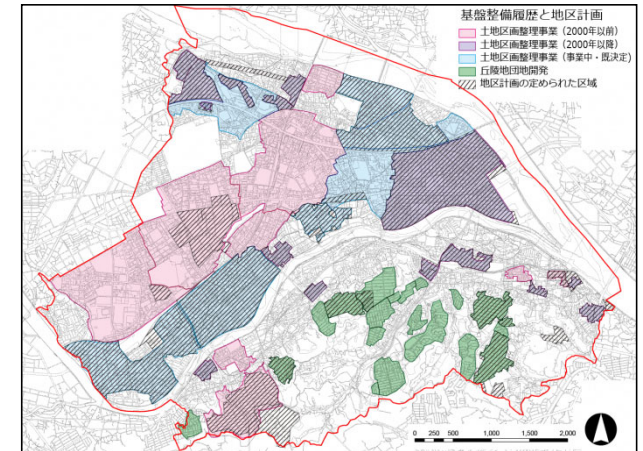 基盤整備履歴と地区計画
土地区画整理事業（2000年以前）
土地区画整理事業（2000年以降）
土地区画整理事業（事業中・既決定）
丘陵地団地開発
地区計画の定められた区域
0 250 500 1,000 1,500 2,000